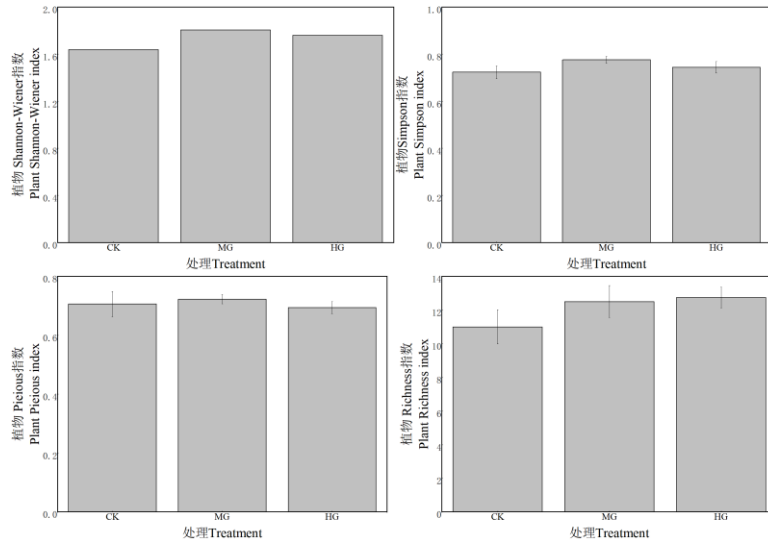 2.0
1.6
1.2
0.8
0.4
0.0
植物 Shannon-Wiener指数
Plant Shannon-Wiener index
CK
MG
HG
处理Treatment
1.0
0.8
0.6
0.4
0.2
0.0
植物Simpson指数
Plant Simpson index
CK
MG
HG
处理Treatment
0.8
0.6
0.4
0.2
0.0
植物 Picious指数
Plant Picious index
CK
MG
HG
处理Treatment
14
12
10
8
6
4
2
0
植物 Richness指数
Plant Richness index
CK
MG
HG
处理Treatment